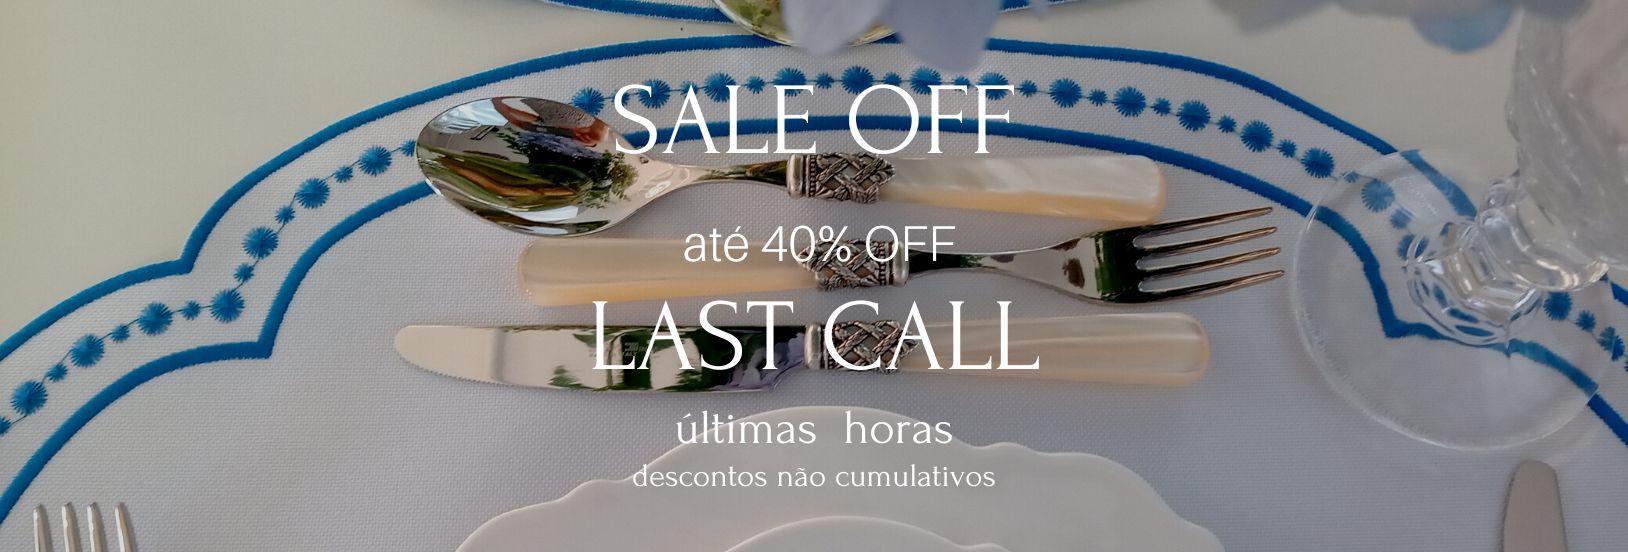 SALE OFF
até 40% OFF
LAST CALL
últimas horas
descontos não cumulativos